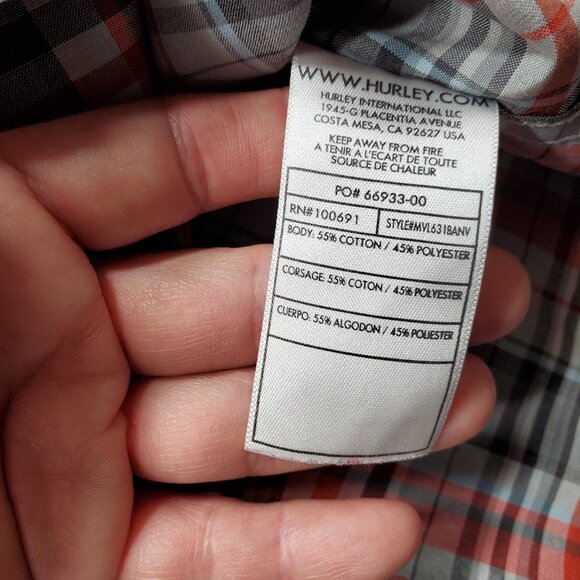 WWW.HURLEY.COM
HURLEY INTERNATIONAL LLC
1945-G PLACENTIA AVENUE
COSTA MESA, CA 92627 USA
KEEP AWAY FROM FIRE
A TENIR A L'ECART DE TOUTE
SOURCE DE CHALEUR
PO# 66933-00
RN#100691 STYLE#MVL631BANV
BODY: 55% COTTON / 45% POLYESTER
CORSAGE: 55% COTON / 45% POLYESTER
CUERPO: 55% ALGODON / 45% POLIESTER